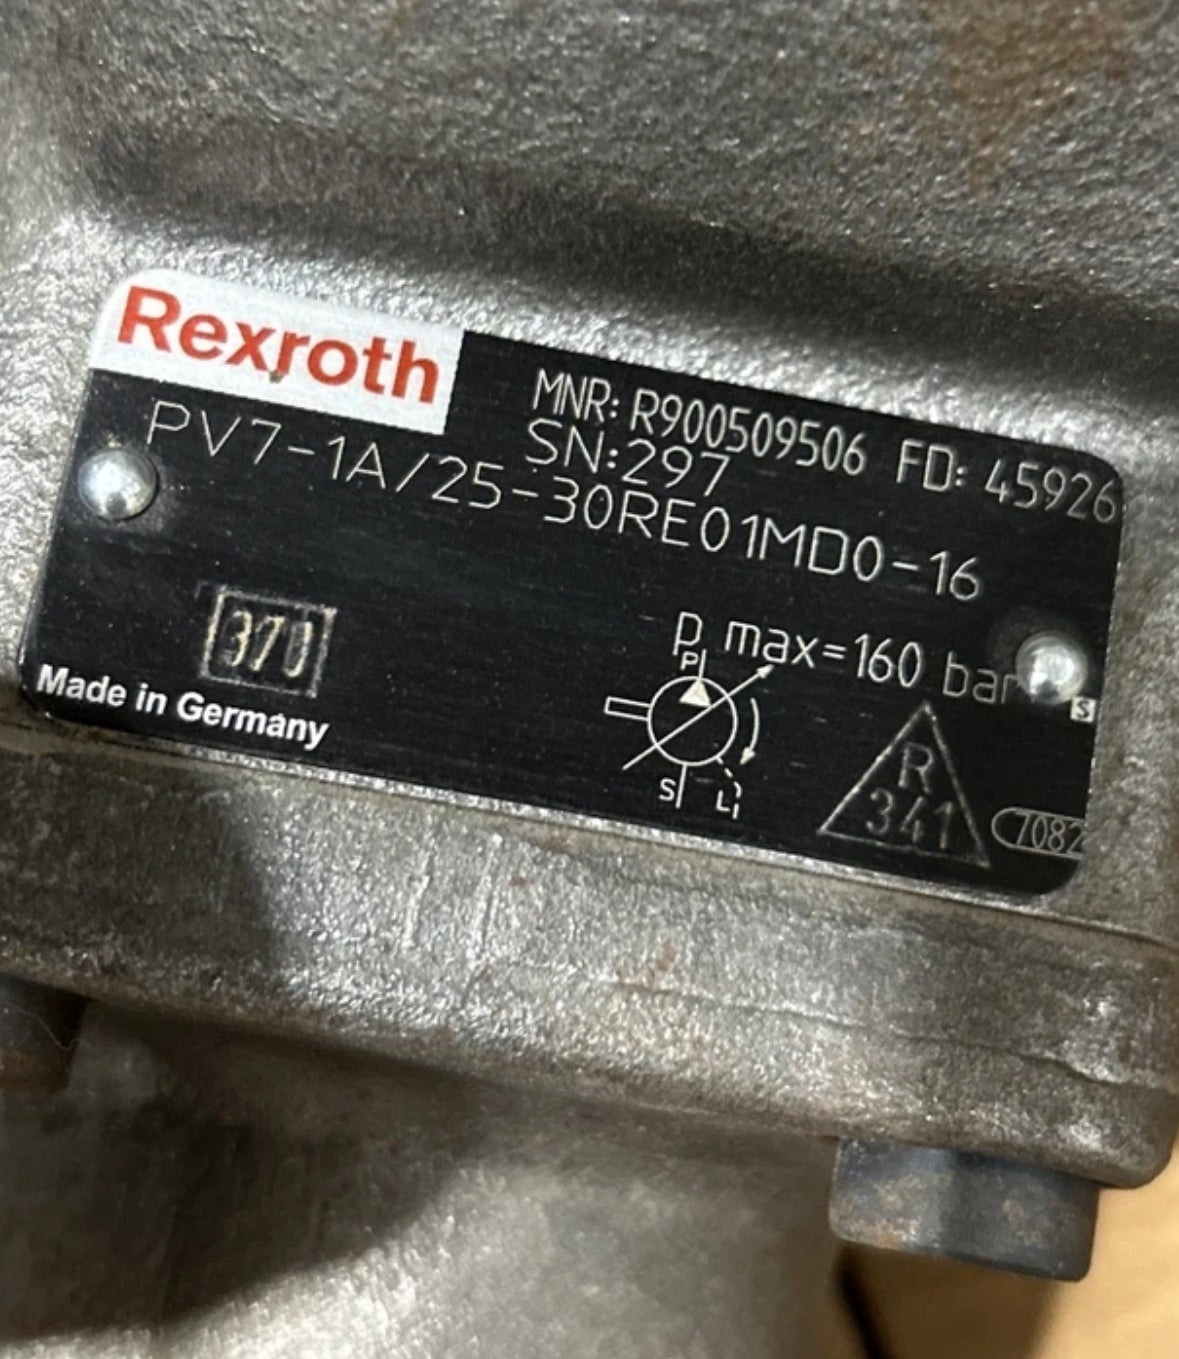 Rexroth
MNR: R900509506 FD: 45926
SN:297
PV7-1A/25-30RE01MD0-16
370
Made in Germany
p max=160 bar
P
S L
R
341
7082
S